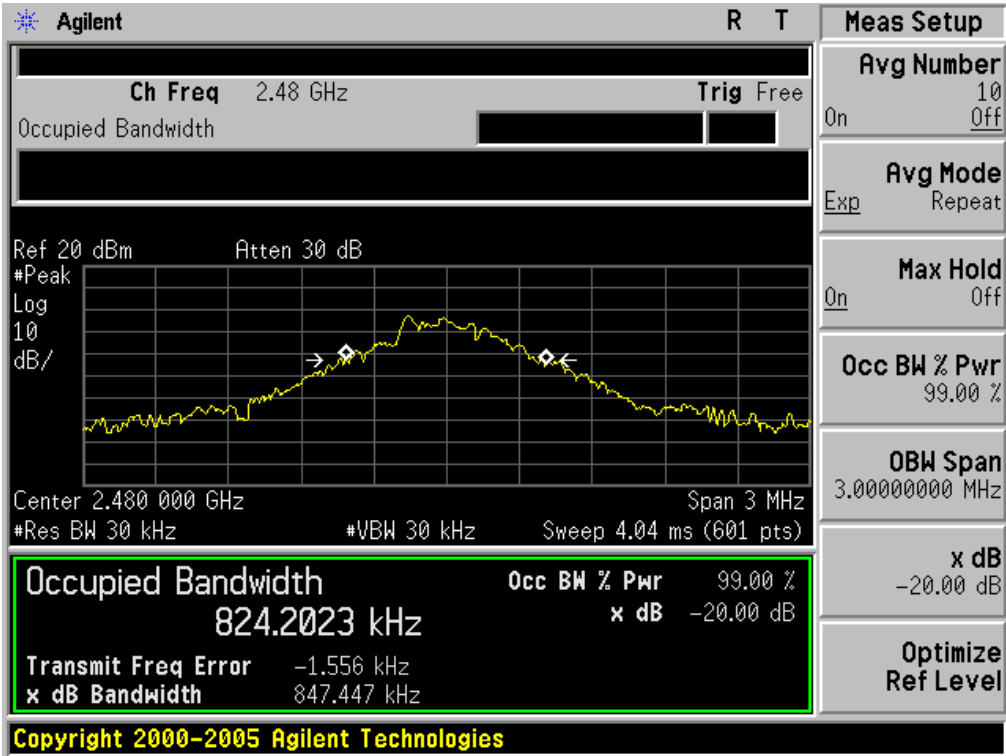 Agilent R T
Meas Setup
Ch Freq 2.48 GHz Trig Free
Occupied Bandwidth
Avg Number
10
On Off
Avg Mode
Exp Repeat
Max Hold
On Off
Occ BW % Pwr
99.00 %
OBW Span
3.00000000 MHz
x dB
-20.00 dB
Optimize
Ref Level
Ref 20 dBm Atten 30 dB
#Peak
Log
10
dB/
Center 2.480 000 GHz Span 3 MHz
#Res BW 30 kHz #VBW 30 kHz Sweep 4.04 ms (601 pts)
Occupied Bandwidth Occ BW % Pwr 99.00 %
824.2023 kHz x dB -20.00 dB
Transmit Freq Error -1.556 kHz
x dB Bandwidth 847.447 kHz
Copyright 2000-2005 Agilent Technologies